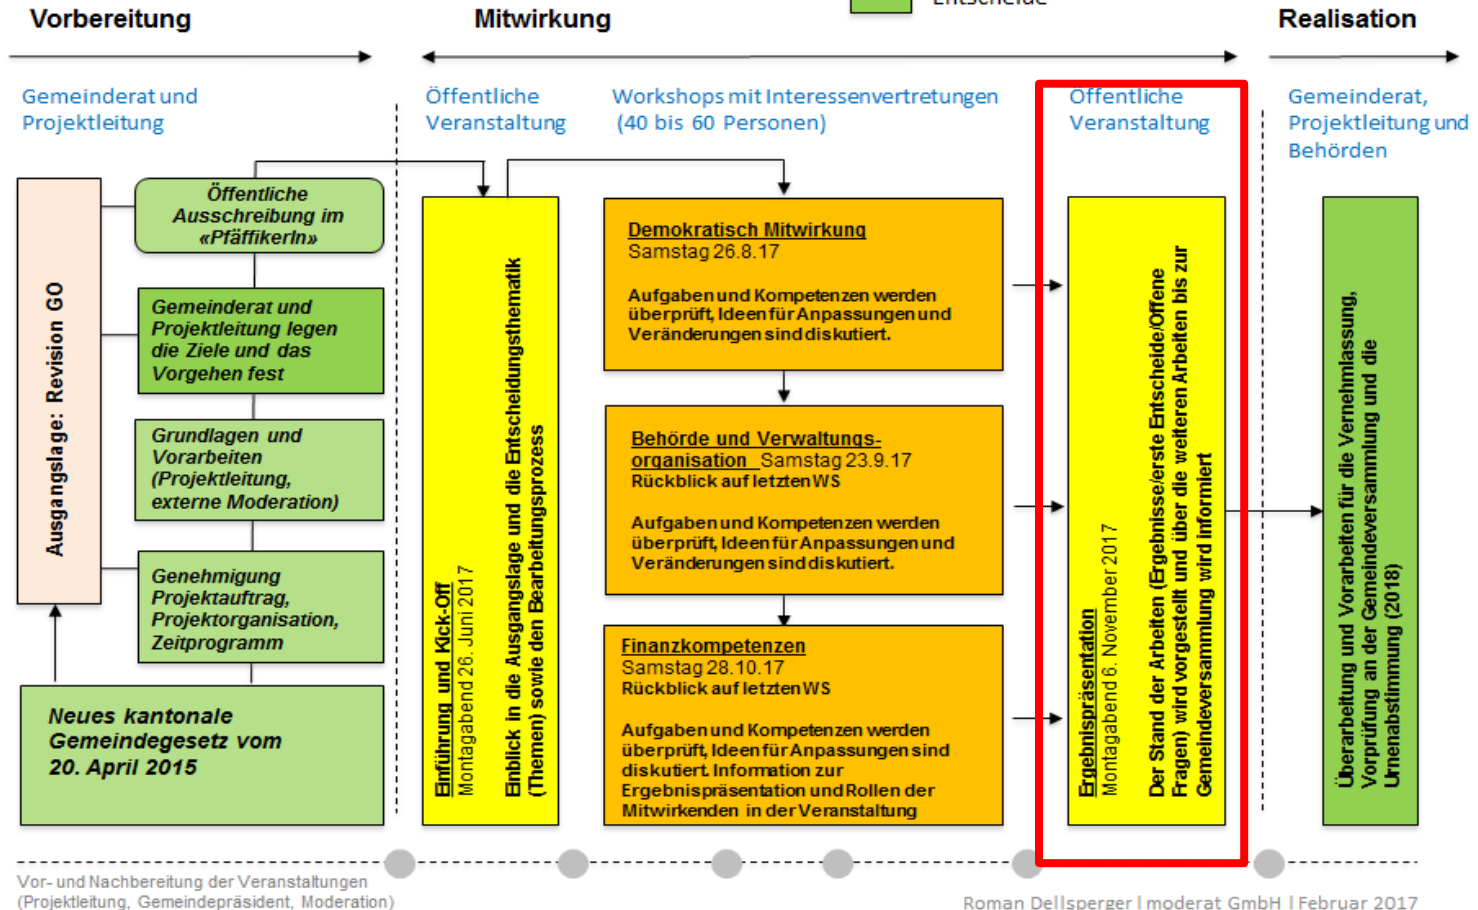 Entscheide
Vorbereitung
Mitwirkung
Realisation
Gemeinderat und
Projektleitung
Öffentliche
Veranstaltung
Workshops mit Interessenvertretungen
(40 bis 60 Personen)
Öffentliche
Veranstaltung
Gemeinderat,
Projektleitung und
Behörden
Ausgangslage: Revision GO
Öffentliche
Ausschreibung im
«PfäffikerIn»
Gemeinderat und
Projektleitung legen
die Ziele und das
Vorgehen fest
Grundlagen und
Vorarbeiten
(Projektleitung,
externe Moderation)
Genehmigung
Projektauftrag,
Projektorganisation,
Zeitprogramm
Neues kantonale
Gemeindegesetz vom
20. April 2015
Einführung und Kick-Off
Montagabend 26. Juni 2017
Einblick in die Ausgangslage und die Entscheidungsthematik
(Themen) sowie den Bearbeitungsprozess
Demokratisch Mitwirkung
Samstag 26.8.17
Aufgaben und Kompetenzen werden
überprüft, Ideen für Anpassungen und
Veränderungen sind diskutiert.
Behörde und Verwaltungs-
organisation Samstag 23.9.17
Rückblick auf letzten WS
Aufgaben und Kompetenzen werden
überprüft, Ideen für Anpassungen und
Veränderungen sind diskutiert.
Finanzkompetenzen
Samstag 28.10.17
Rückblick auf letzten WS
Aufgaben und Kompetenzen werden
überprüft, Ideen für Anpassungen sind
diskutiert. Information zur
Ergebnispräsentation und Rollen der
Mitwirkenden in der Veranstaltung
Ergebnispräsentation
Montagabend 6. November 2017
Der Stand der Arbeiten (Ergebnisse/erste Entscheide/Offene
Fragen) wird vorgestellt und über die weiteren Arbeiten bis zur
Gemeindeversammlung wird informiert
Überarbeitung und Vorarbeiten für die Vernehmlassung,
Vorprüfung an der Gemeindeversammlung und die
Urnenabstimmung (2018)
Vor- und Nachbereitung der Veranstaltungen
(Projektleitung, Gemeindepräsident, Moderation)
Roman Dellsperger l moderat GmbH l Februar 2017